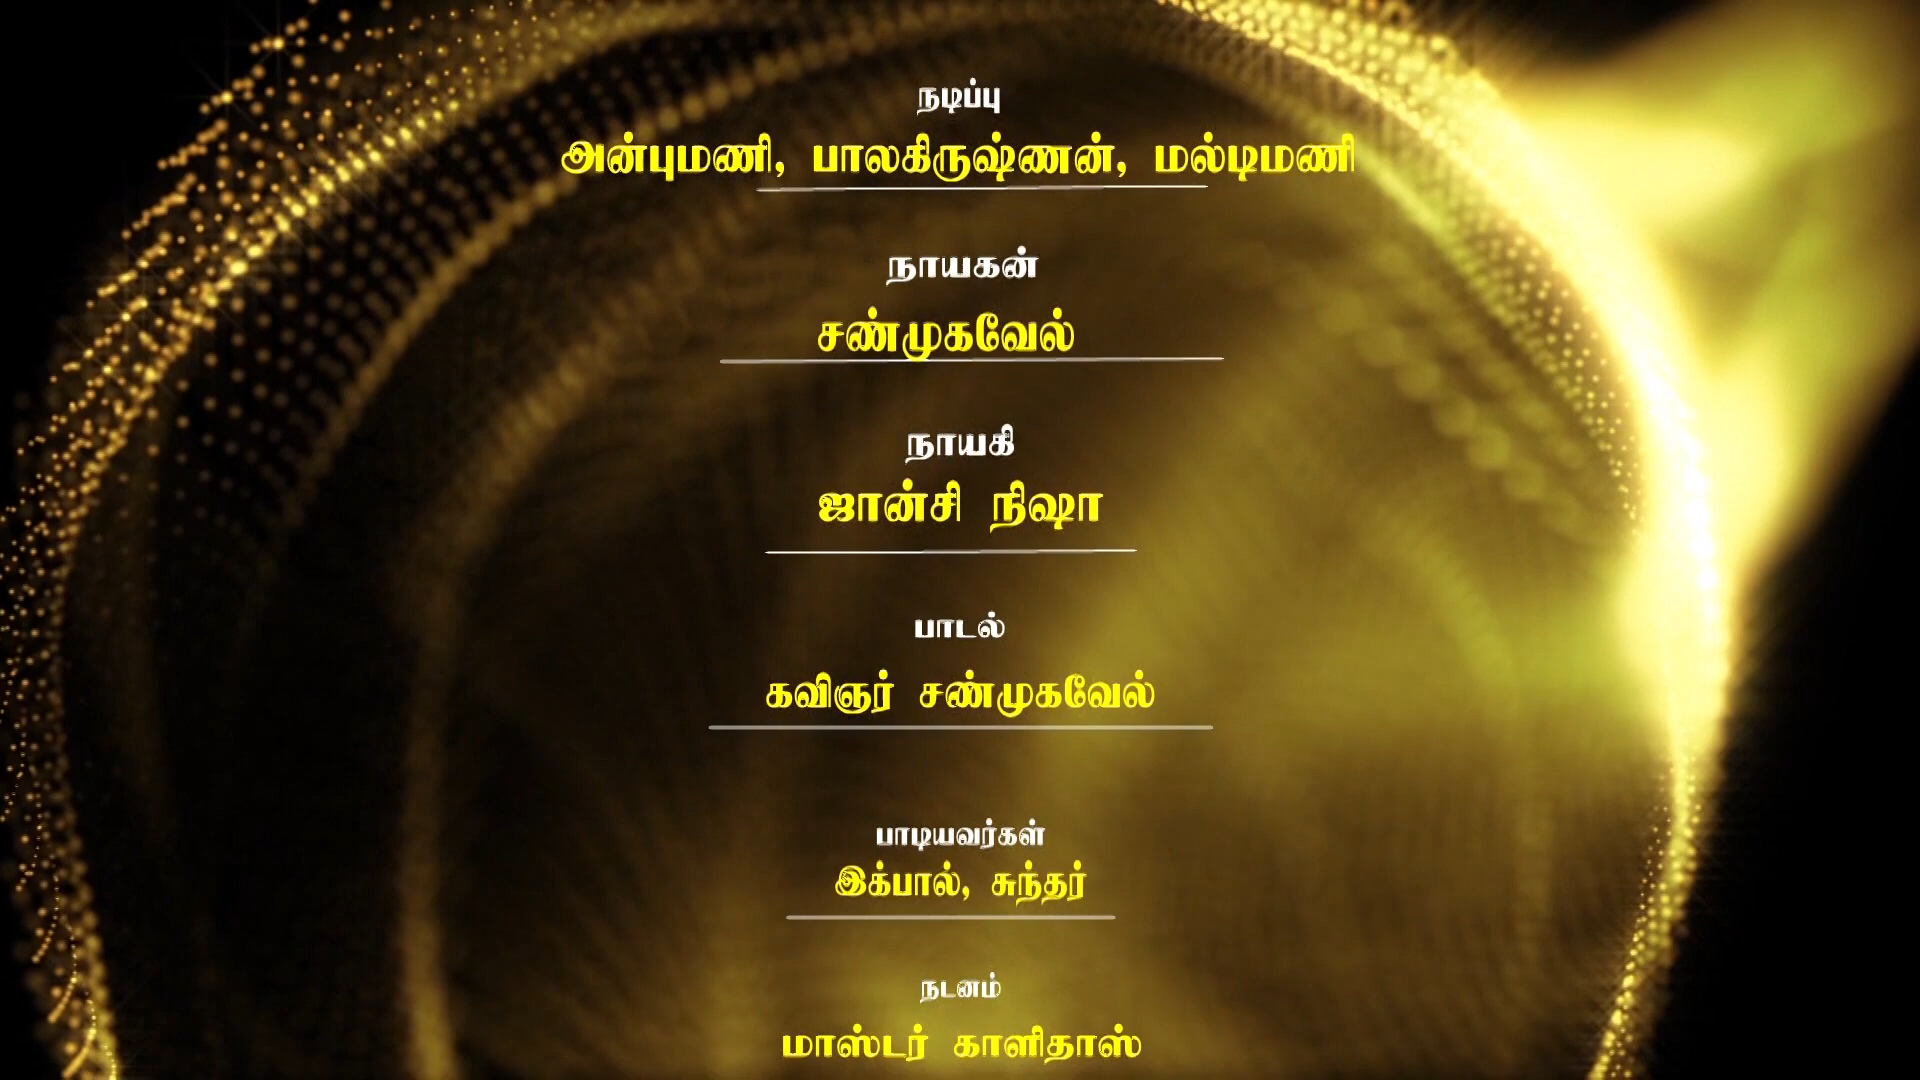 நடிப்பு
அன்புமணி, பாலகிருஷ்ணன், மல்டிமணி
நாயகன்
சண்முகவேல்
நாயகி
ஜான்சி நிஷா
பாடல்
கவிஞர் சண்முகவேல்
பாடியவர்கள்
இக்பால், சுந்தர்
நடனம்
மாஸ்டர் காளிதாஸ்